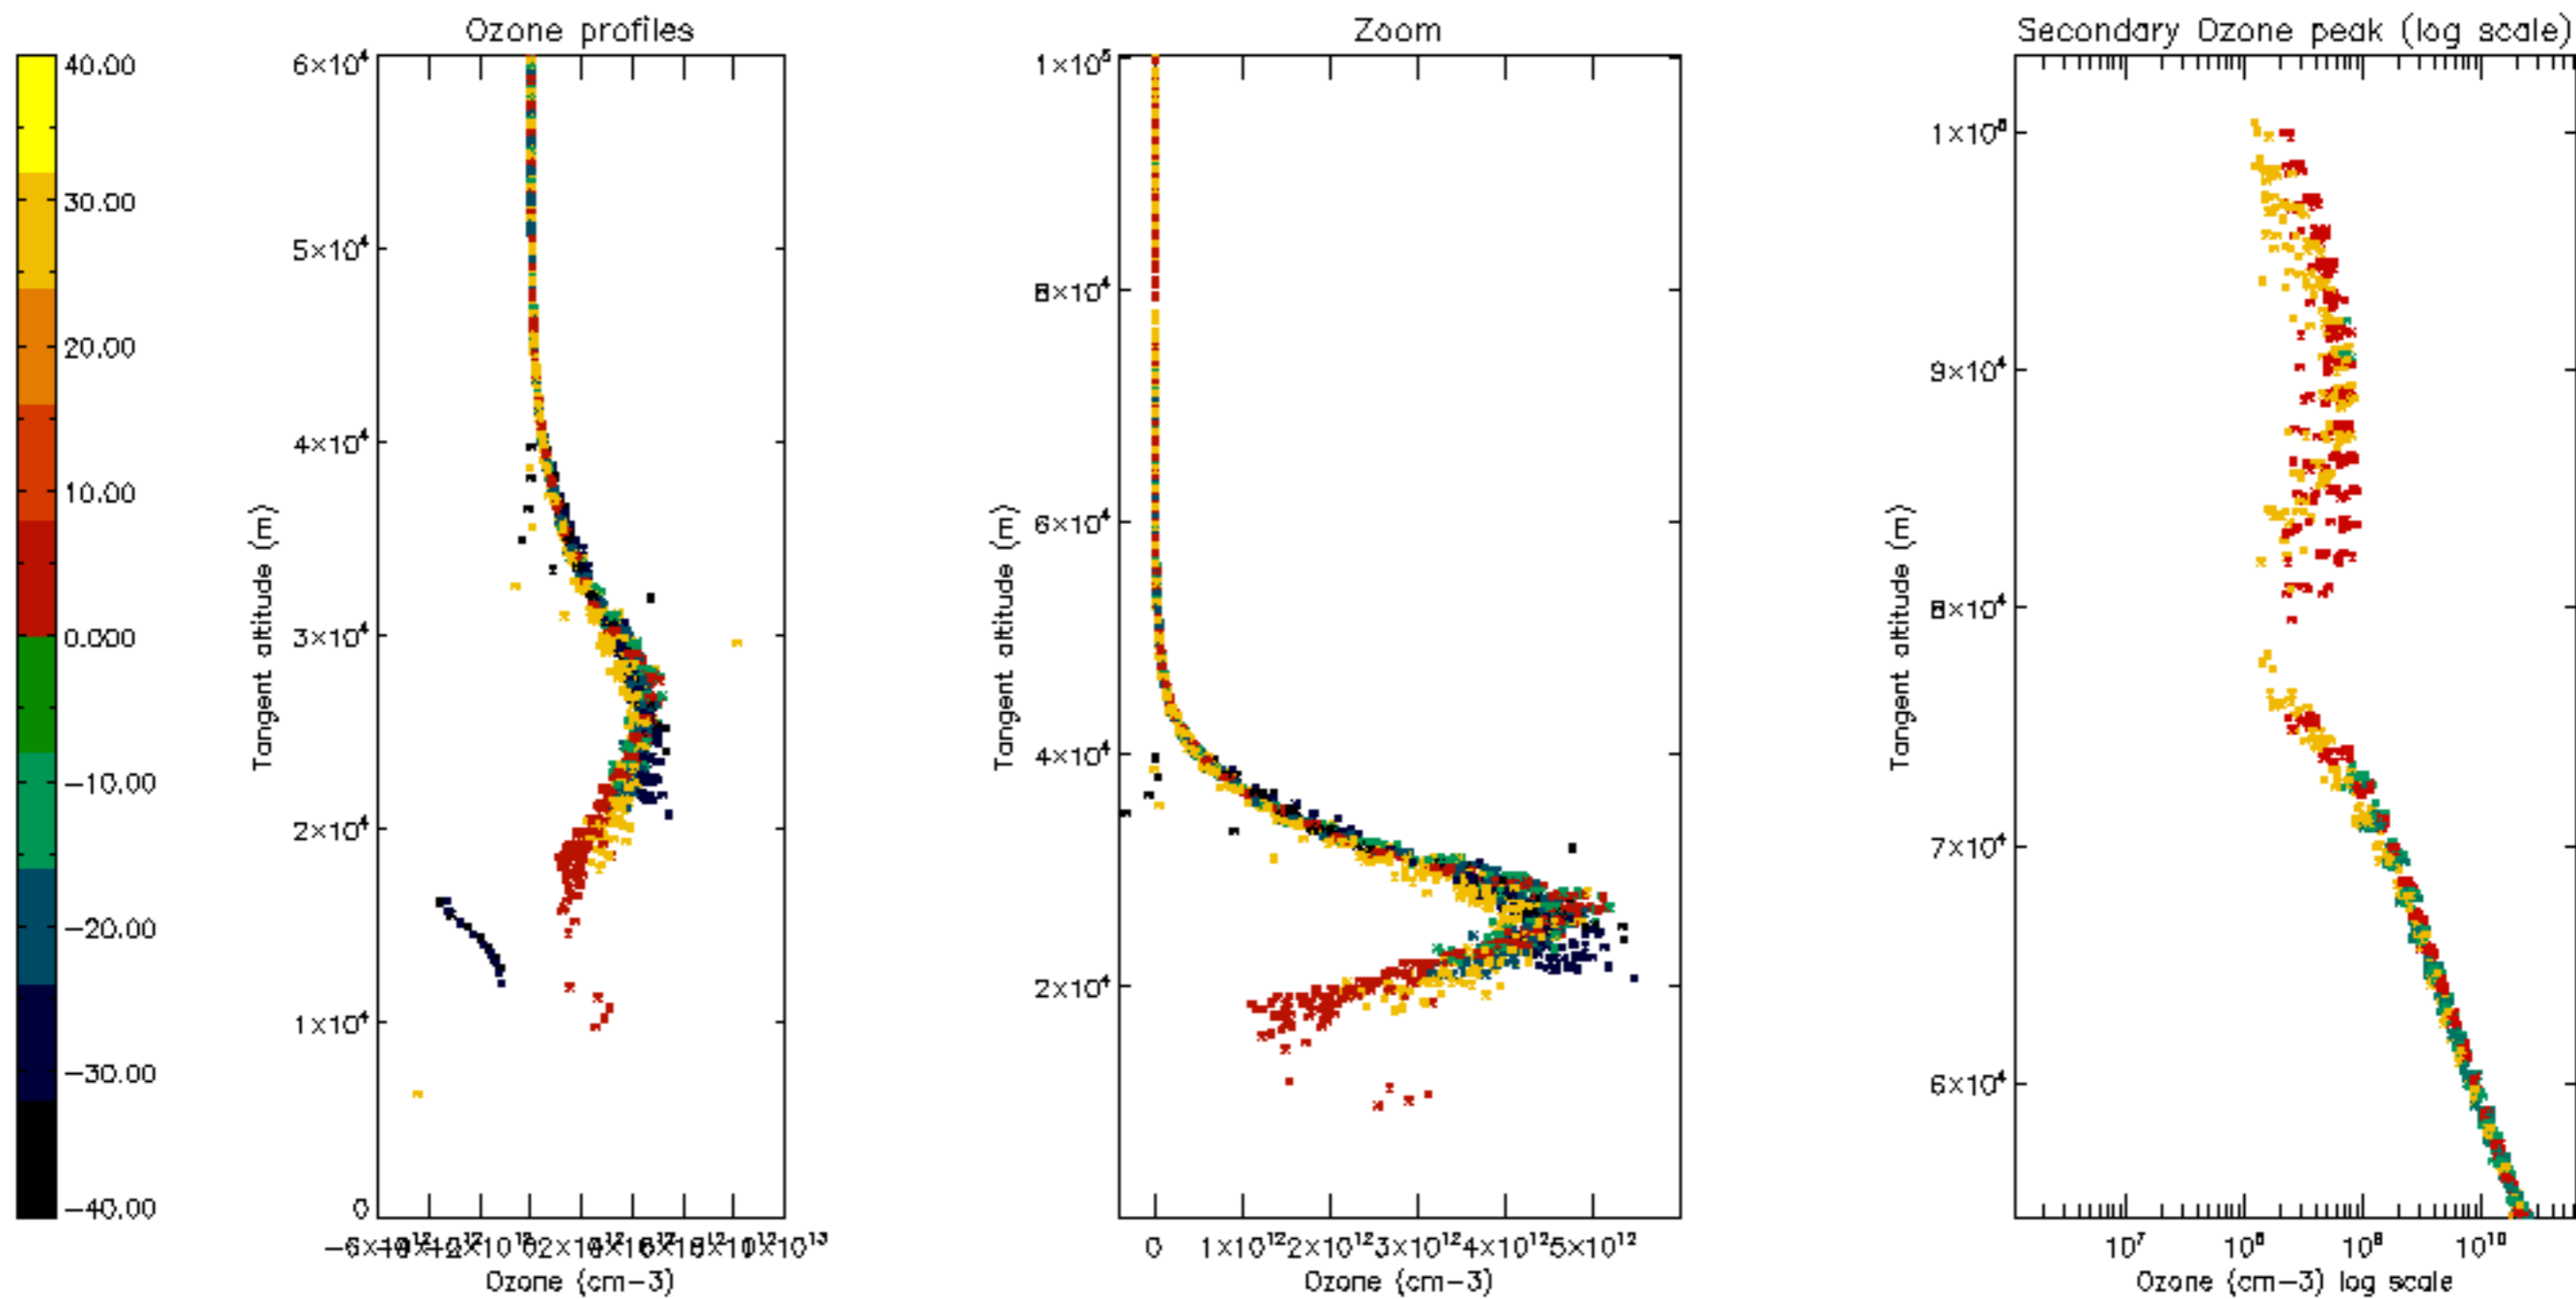 Ozone profiles
Zoom
Secondary Ozone peak (log scale)
40.00
30.00
20.00
10.00
-10.00
-20.00
-30.00
-40.00
6×10⁴
5×10⁴
4×10⁴
3×10⁴
2×10⁴
1×10⁴
0
Tangent altitude (m)
Ozone (cm-3)
1×10⁵
8×10⁴
6×10⁴
4×10⁴
2×10⁴
Tangent altitude (m)
0 1×10¹² 2×10¹² 3×10¹² 4×10¹² 5×10¹²
Ozone (cm-3)
1×10⁵
9×10⁴
8×10⁴
7×10⁴
6×10⁴
Tangent altitude (m)
10⁷ 10⁸ 10⁹ 10¹⁰
Ozone (cm-3) log scale